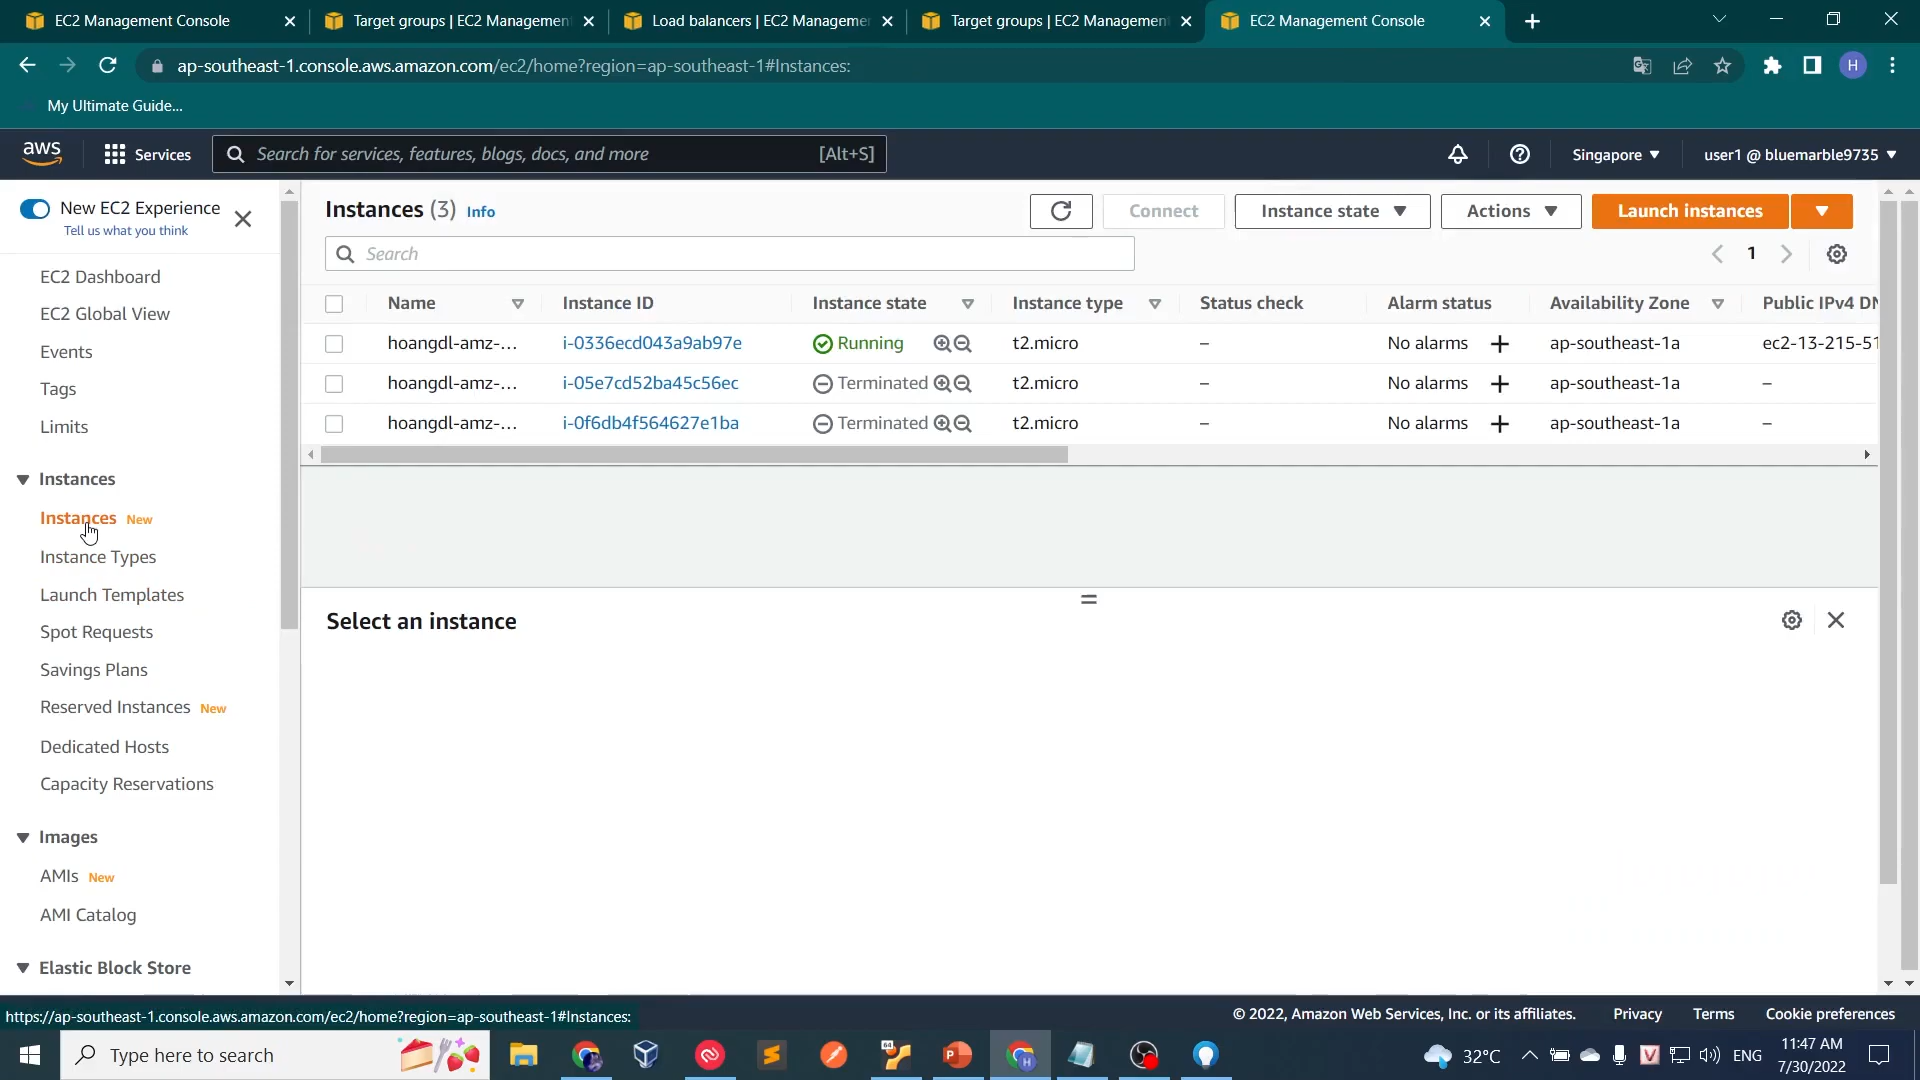 EC2 Management Console
Target groups | EC2 Management
Load balancers | EC2 Manageme
Target groups | EC2 Management
EC2 Management Console
ap-southeast-1.console.aws.amazon.com/ec2/home?region=ap-southeast-1#Instances:
H
My Ultimate Guide...
aws
Services
Search for services, features, blogs, docs, and more
[Alt+S]
Singapore
user1 @ bluemarble9735
New EC2 Experience
Tell us what you think
EC2 Dashboard
EC2 Global View
Events
Tags
Limits
Instances
Instances New
Instance Types
Launch Templates
Spot Requests
Savings Plans
Reserved Instances New
Dedicated Hosts
Capacity Reservations
Images
AMIs New
AMI Catalog
Elastic Block Store
Instances (3) Info
Connect
Instance state
Actions
Launch instances
Search
1
Name Instance ID Instance state Instance type Status check Alarm status Availability Zone Public IPv4 DN
hoangdl-amz-... i-0336ecd043a9ab97e Running t2.micro – No alarms + ap-southeast-1a ec2-13-215-51
hoangdl-amz-... i-05e7cd52ba45c56ec Terminated t2.micro – No alarms + ap-southeast-1a –
hoangdl-amz-... i-0f6db4f564627e1ba Terminated t2.micro – No alarms + ap-southeast-1a –
Select an instance
https://ap-southeast-1.console.aws.amazon.com/ec2/home?region=ap-southeast-1#Instances:
© 2022, Amazon Web Services, Inc. or its affiliates.
Privacy
Terms
Cookie preferences
Type here to search
64
H
32°C
V
ENG
11:47 AM
7/30/2022